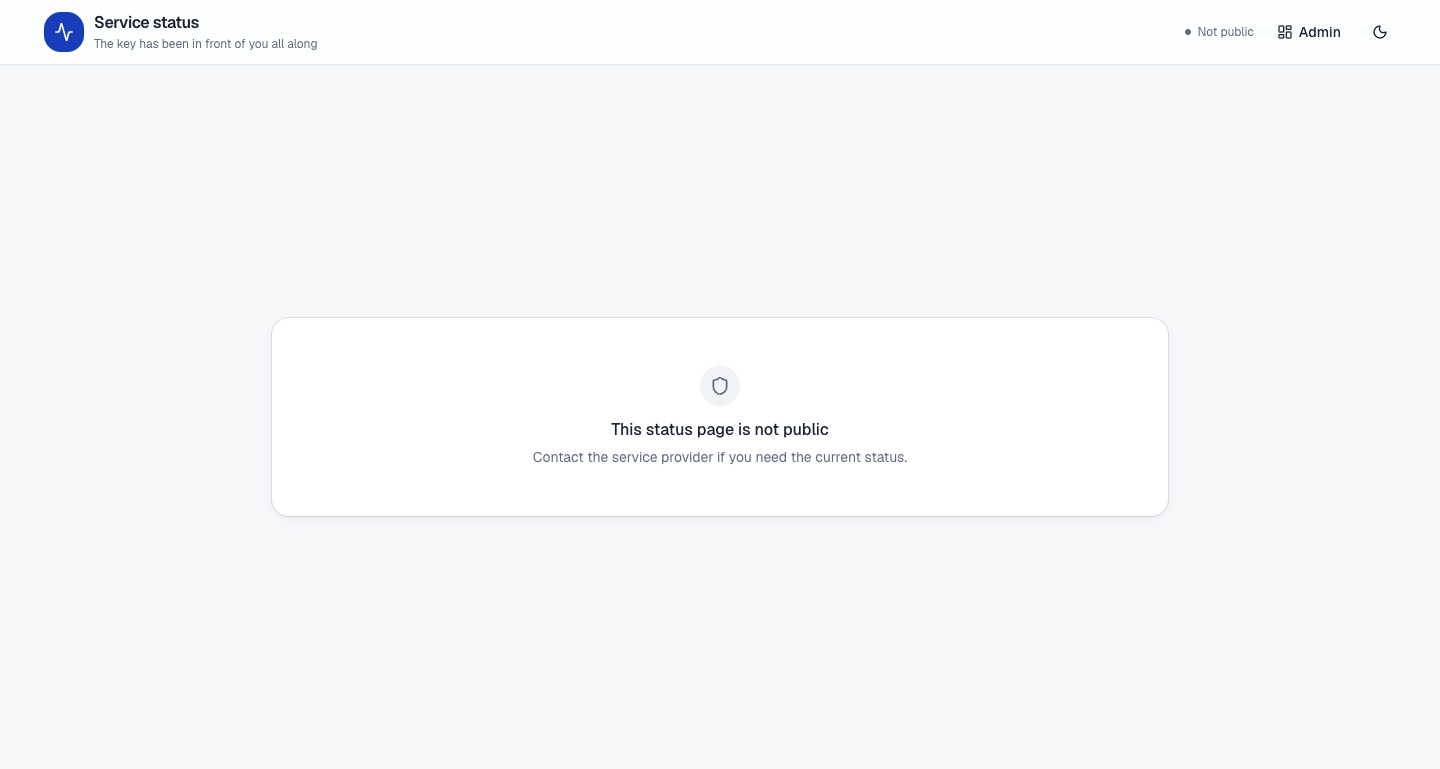 Service status
The key has been in front of you all along
Not public
Admin
This status page is not public
Contact the service provider if you need the current status.